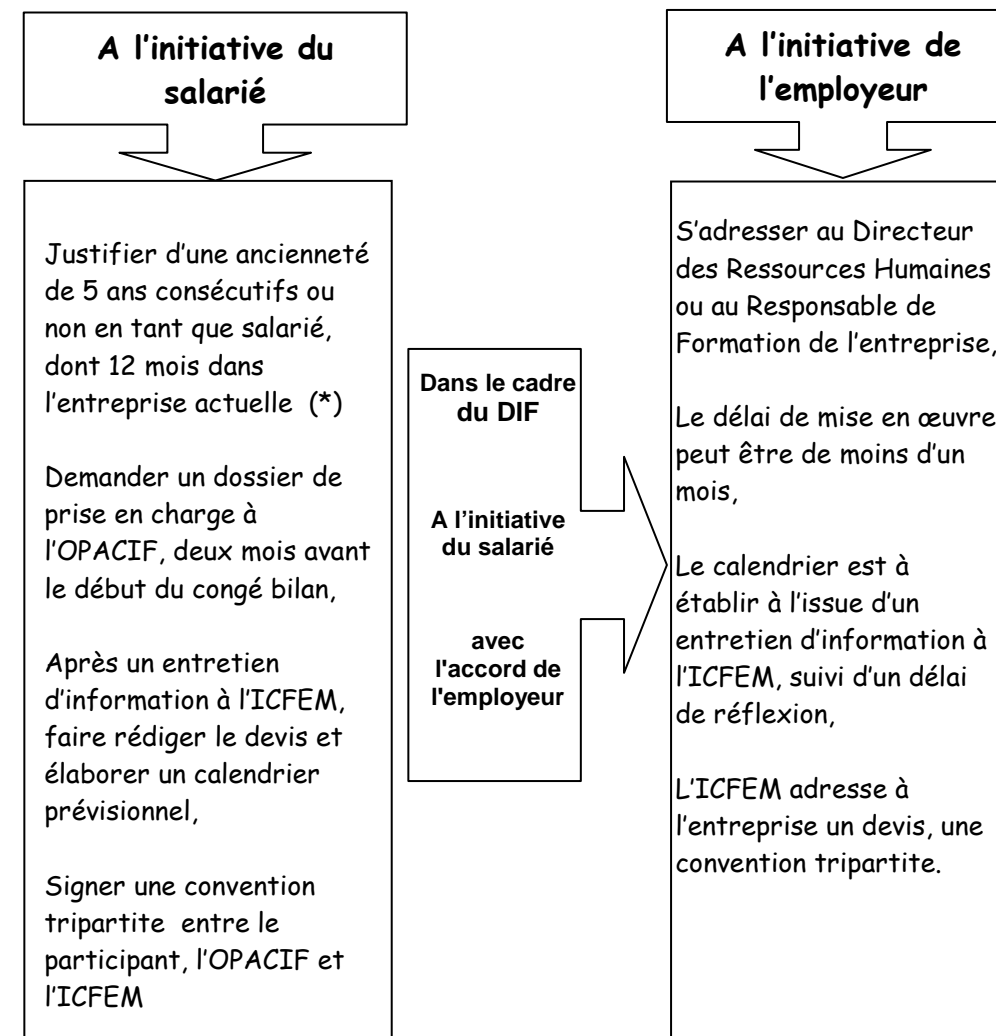 A l’initiative du
salarié
Justifier d’une ancienneté
de 5 ans consécutifs ou
non en tant que salarié,
dont 12 mois dans
l’entreprise actuelle (*)
Demander un dossier de
prise en charge à
l’OPACIF, deux mois avant
le début du congé bilan,
Après un entretien
d’information à l’ICFEM,
faire rédiger le devis et
élaborer un calendrier
prévisionnel,
Signer une convention
tripartite entre le
participant, l’OPACIF et
l’ICFEM
Dans le cadre
du DIF
A l’initiative
du salarié
avec
l'accord de
l'employeur
A l’initiative de
l’employeur
S’adresser au Directeur
des Ressources Humaines
ou au Responsable de
Formation de l’entreprise,
Le délai de mise en œuvre
peut être de moins d’un
mois,
Le calendrier est à
établir à l’issue d’un
entretien d’information à
l’ICFEM, suivi d’un délai
de réflexion,
L’ICFEM adresse à
l’entreprise un devis, une
convention tripartite.